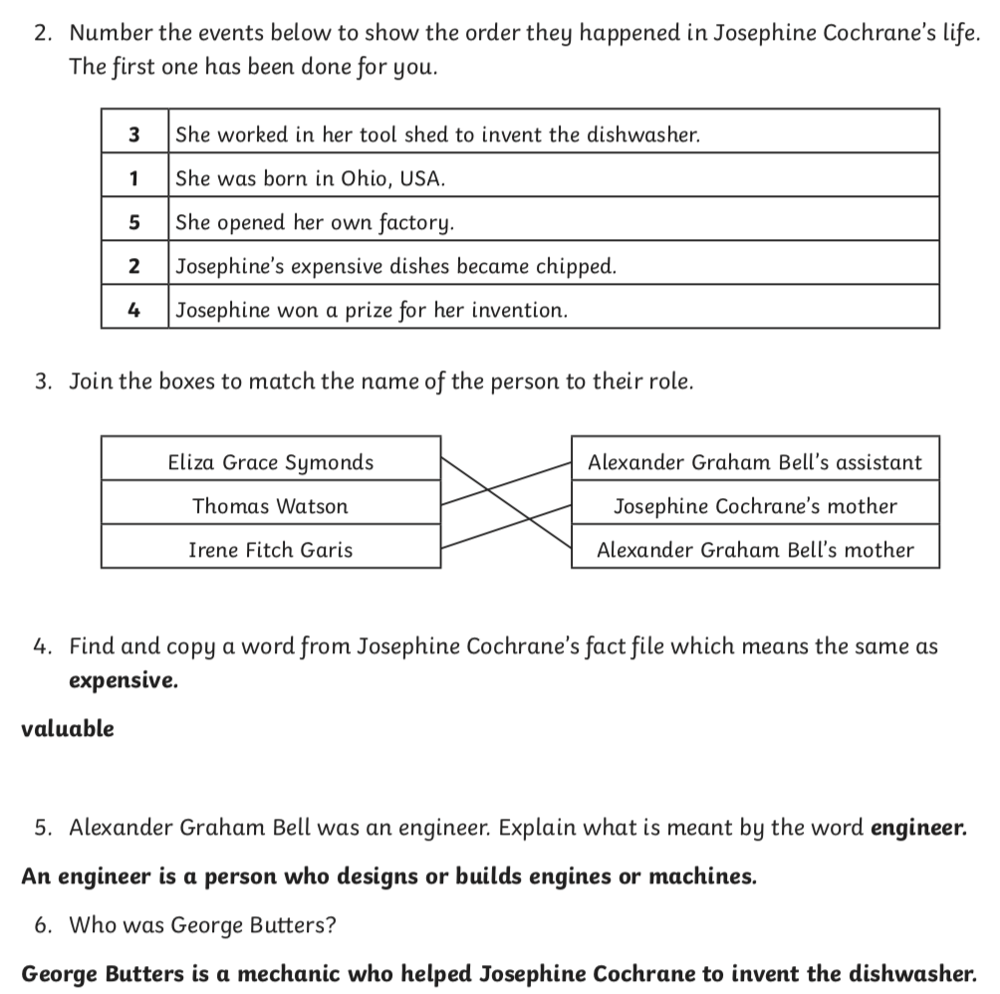 2. Number the events below to show the order they happened in Josephine Cochrane's life.
The first one has been done for you.
3 She worked in her tool shed to invent the dishwasher.
1 She was born in Ohio, USA.
5 She opened her own factory.
2 Josephine's expensive dishes became chipped.
4 Josephine won a prize for her invention.
3. Join the boxes to match the name of the person to their role.
Eliza Grace Symonds Alexander Graham Bell's assistant
Thomas Watson Josephine Cochrane's mother
Irene Fitch Garis Alexander Graham Bell's mother
4. Find and copy a word from Josephine Cochrane's fact file which means the same as
expensive.
valuable
5. Alexander Graham Bell was an engineer. Explain what is meant by the word engineer.
An engineer is a person who designs or builds engines or machines.
6. Who was George Butters?
George Butters is a mechanic who helped Josephine Cochrane to invent the dishwasher.